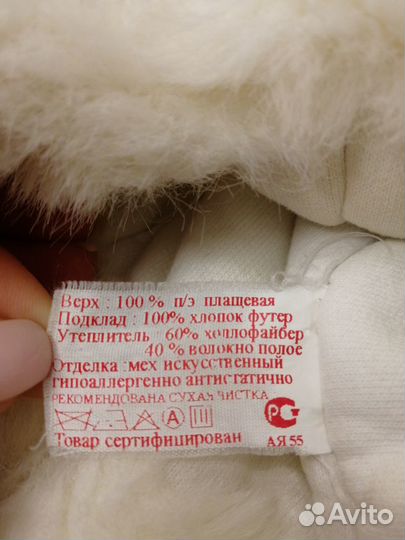 Верх : 100 % п/э плащевая
Подклад : 100% хлопок футер
Утеплитель : 60% холлофайбер
40 % волокно полое
Отделка : мех искусственный
гипоаллергенно антистатично
РЕКОМЕНДОВАНА СУХАЯ ЧИСТКА
А
Товар сертифицирован
РС
АЯ 55
Avito